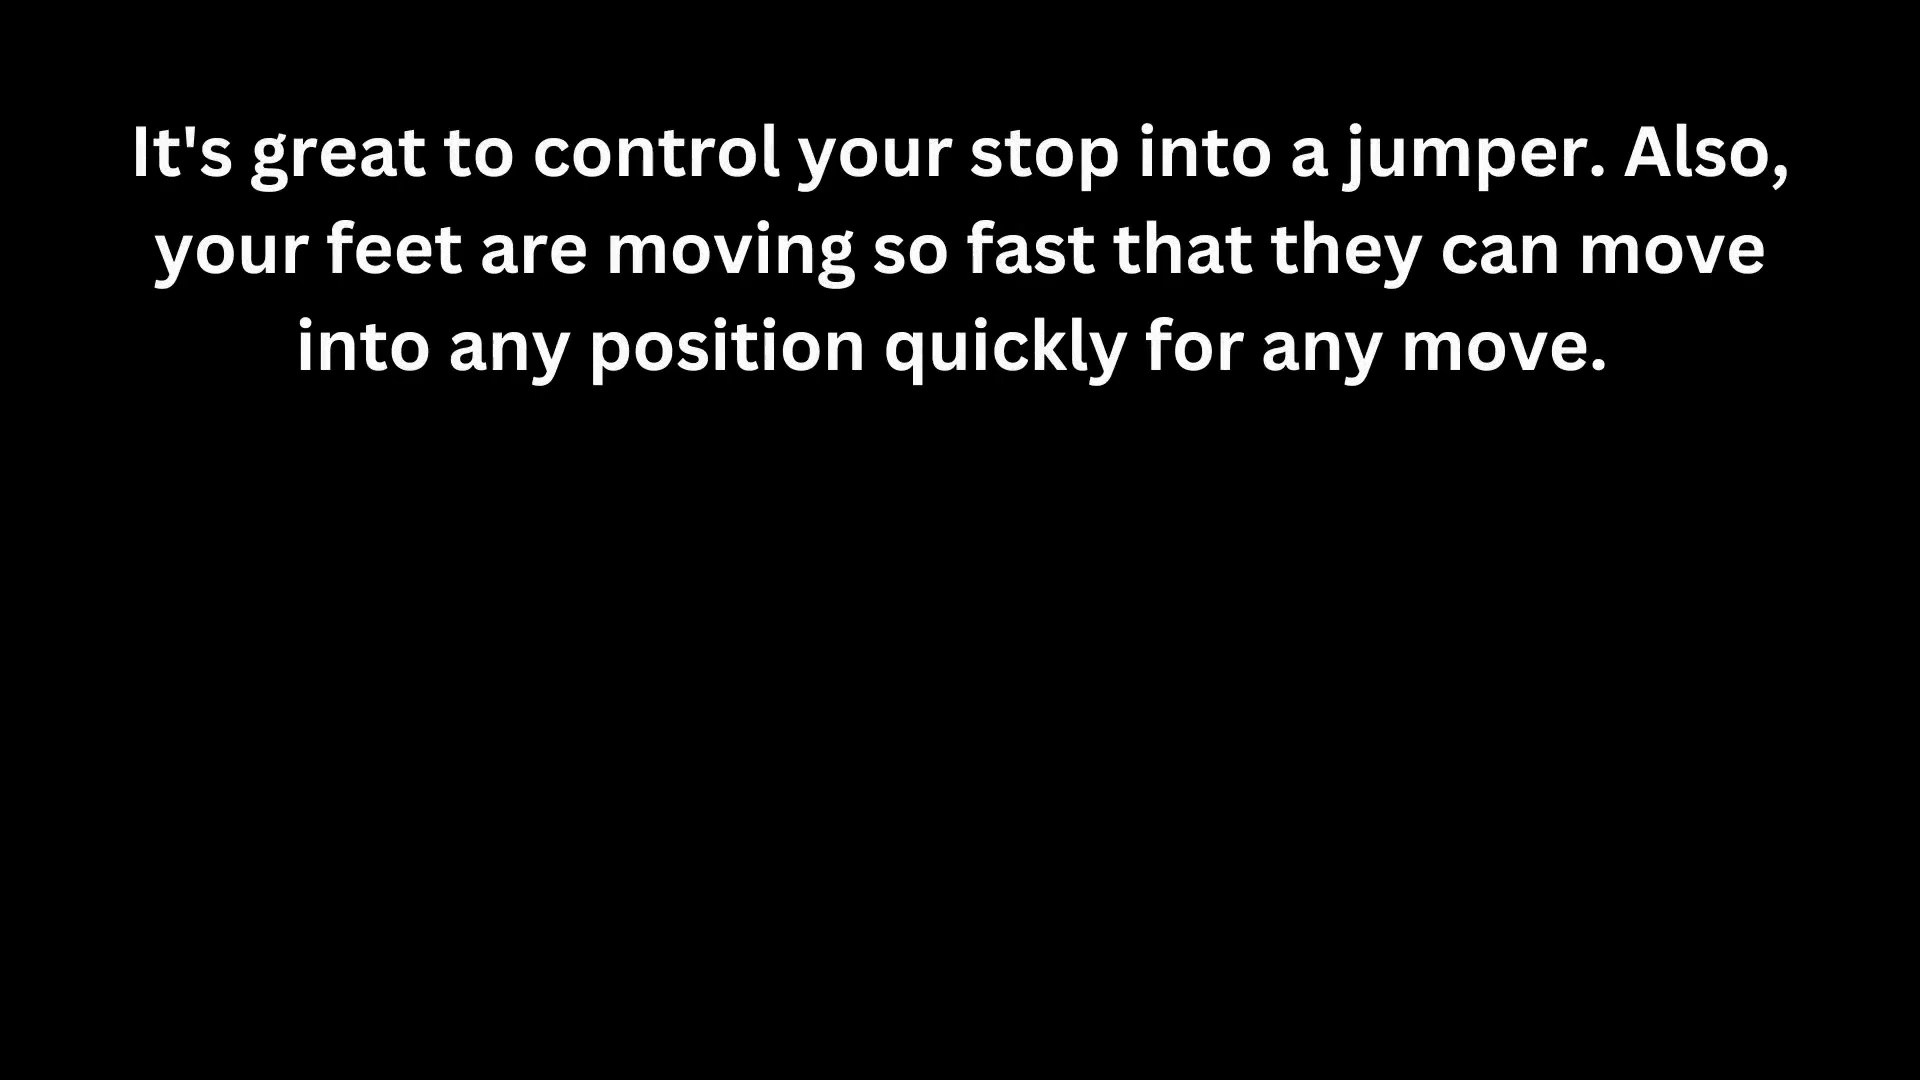 It's great to control your stop into a jumper. Also,
your feet are moving so fast that they can move
into any position quickly for any move.